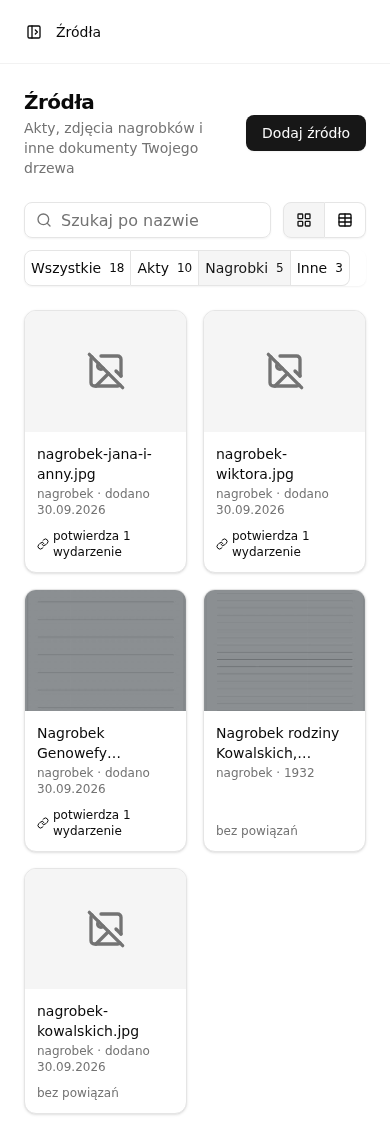 Źródła
Źródła
Akty, zdjęcia nagrobków i
inne dokumenty Twojego
drzewa
Dodaj źródło
Szukaj po nazwie
Wszystkie 18
Akty 10
Nagrobki 5
Inne 3
nagrobek-jana-i-
anny.jpg
nagrobek · dodano
30.09.2026
potwierdza 1
wydarzenie
nagrobek-
wiktora.jpg
nagrobek · dodano
30.09.2026
potwierdza 1
wydarzenie
Nagrobek
Genowefy…
nagrobek · dodano
30.09.2026
potwierdza 1
wydarzenie
Nagrobek rodziny
Kowalskich,…
nagrobek · 1932
bez powiązań
nagrobek-
kowalskich.jpg
nagrobek · dodano
30.09.2026
bez powiązań